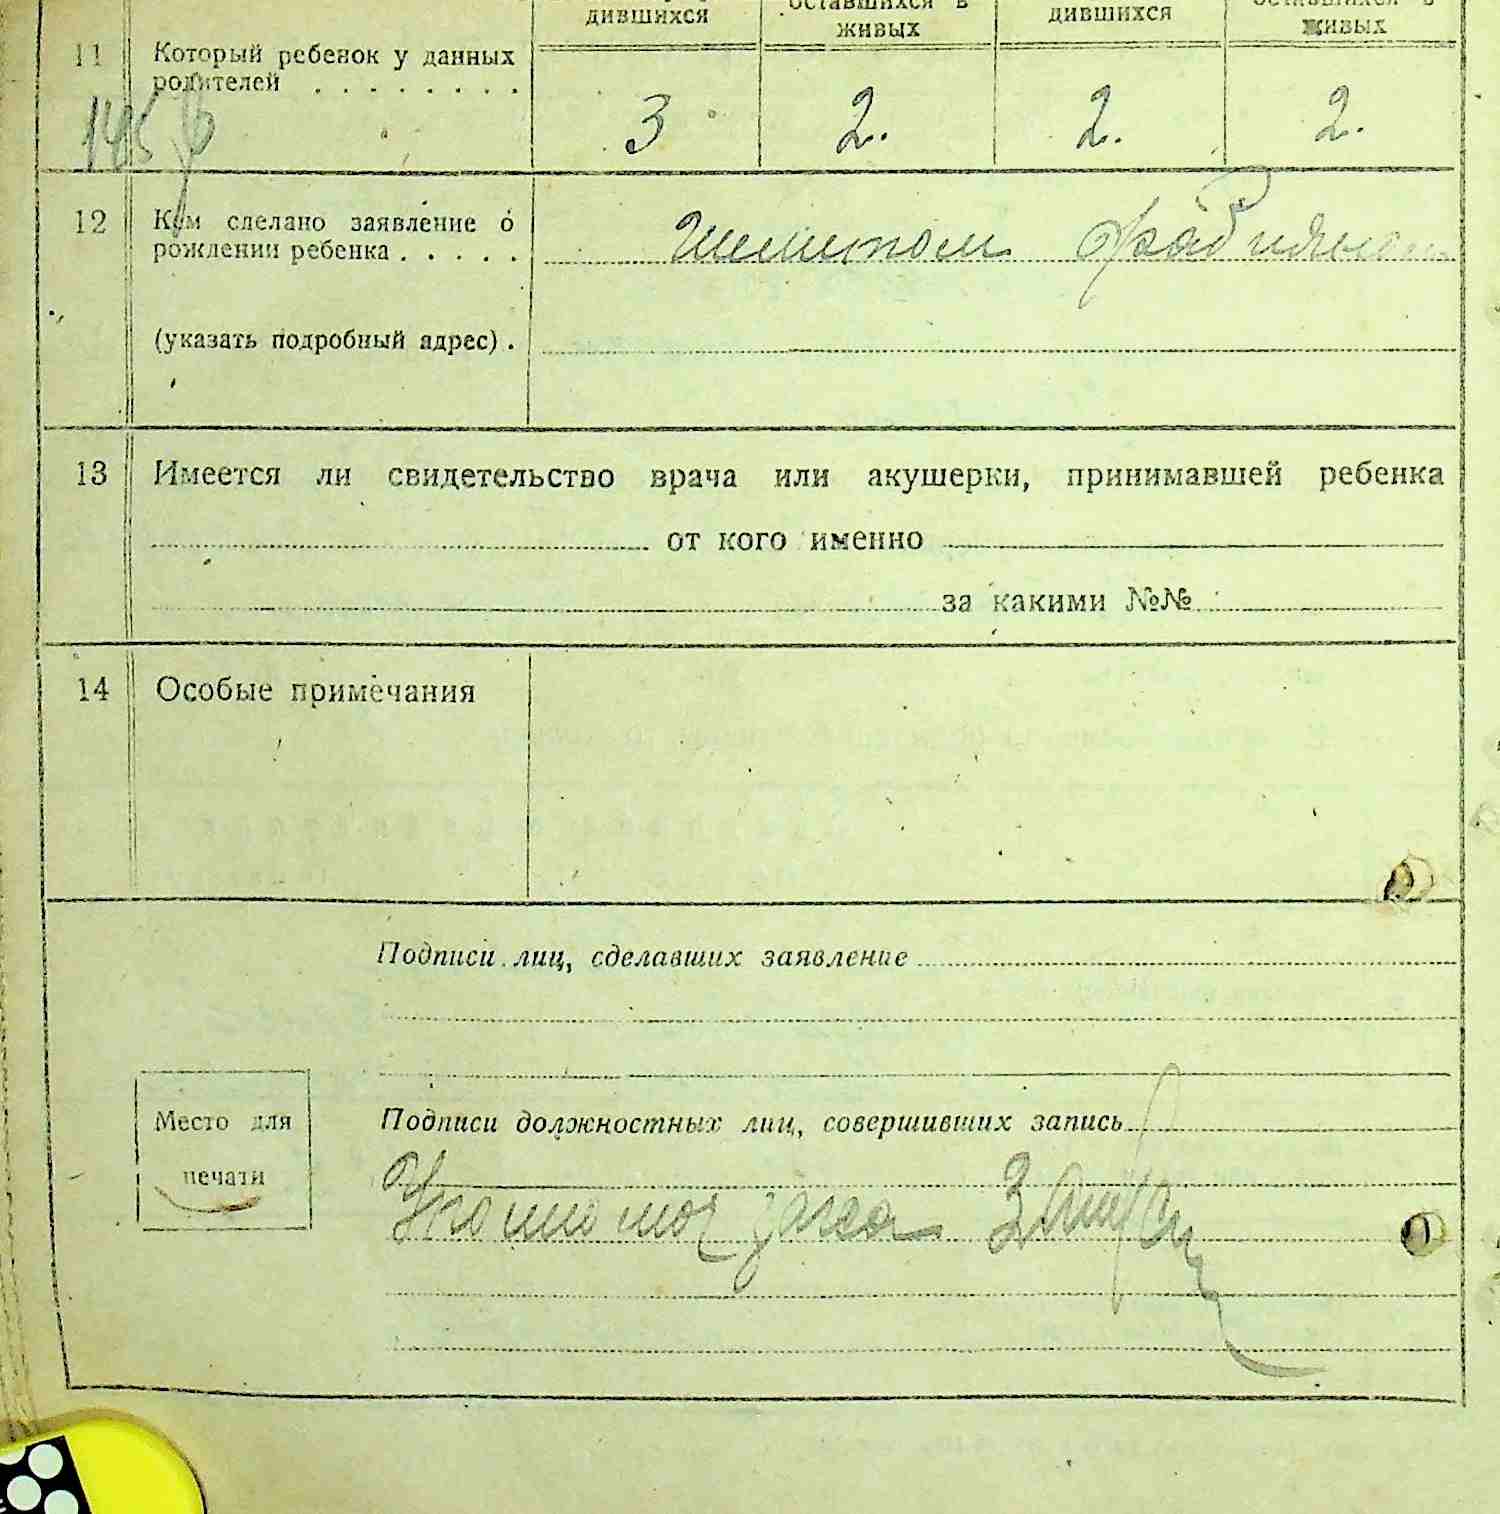 дившихся оставшихся в живых дившихся живых
11 Который ребенок у данных
родителей . . . . . . . .
3 2. 2. 2.
12 Кем сделано заявление о
рождении ребенка . . . . .
(указать подробный адрес) .
13 Имеется ли свидетельство врача или акушерки, принимавшей ребенка
от кого именно
за какими №№
14 Особые примечания
Подписи лиц, сделавших заявление
Место для
печати
Подписи должностных лиц, совершивших запись
загса